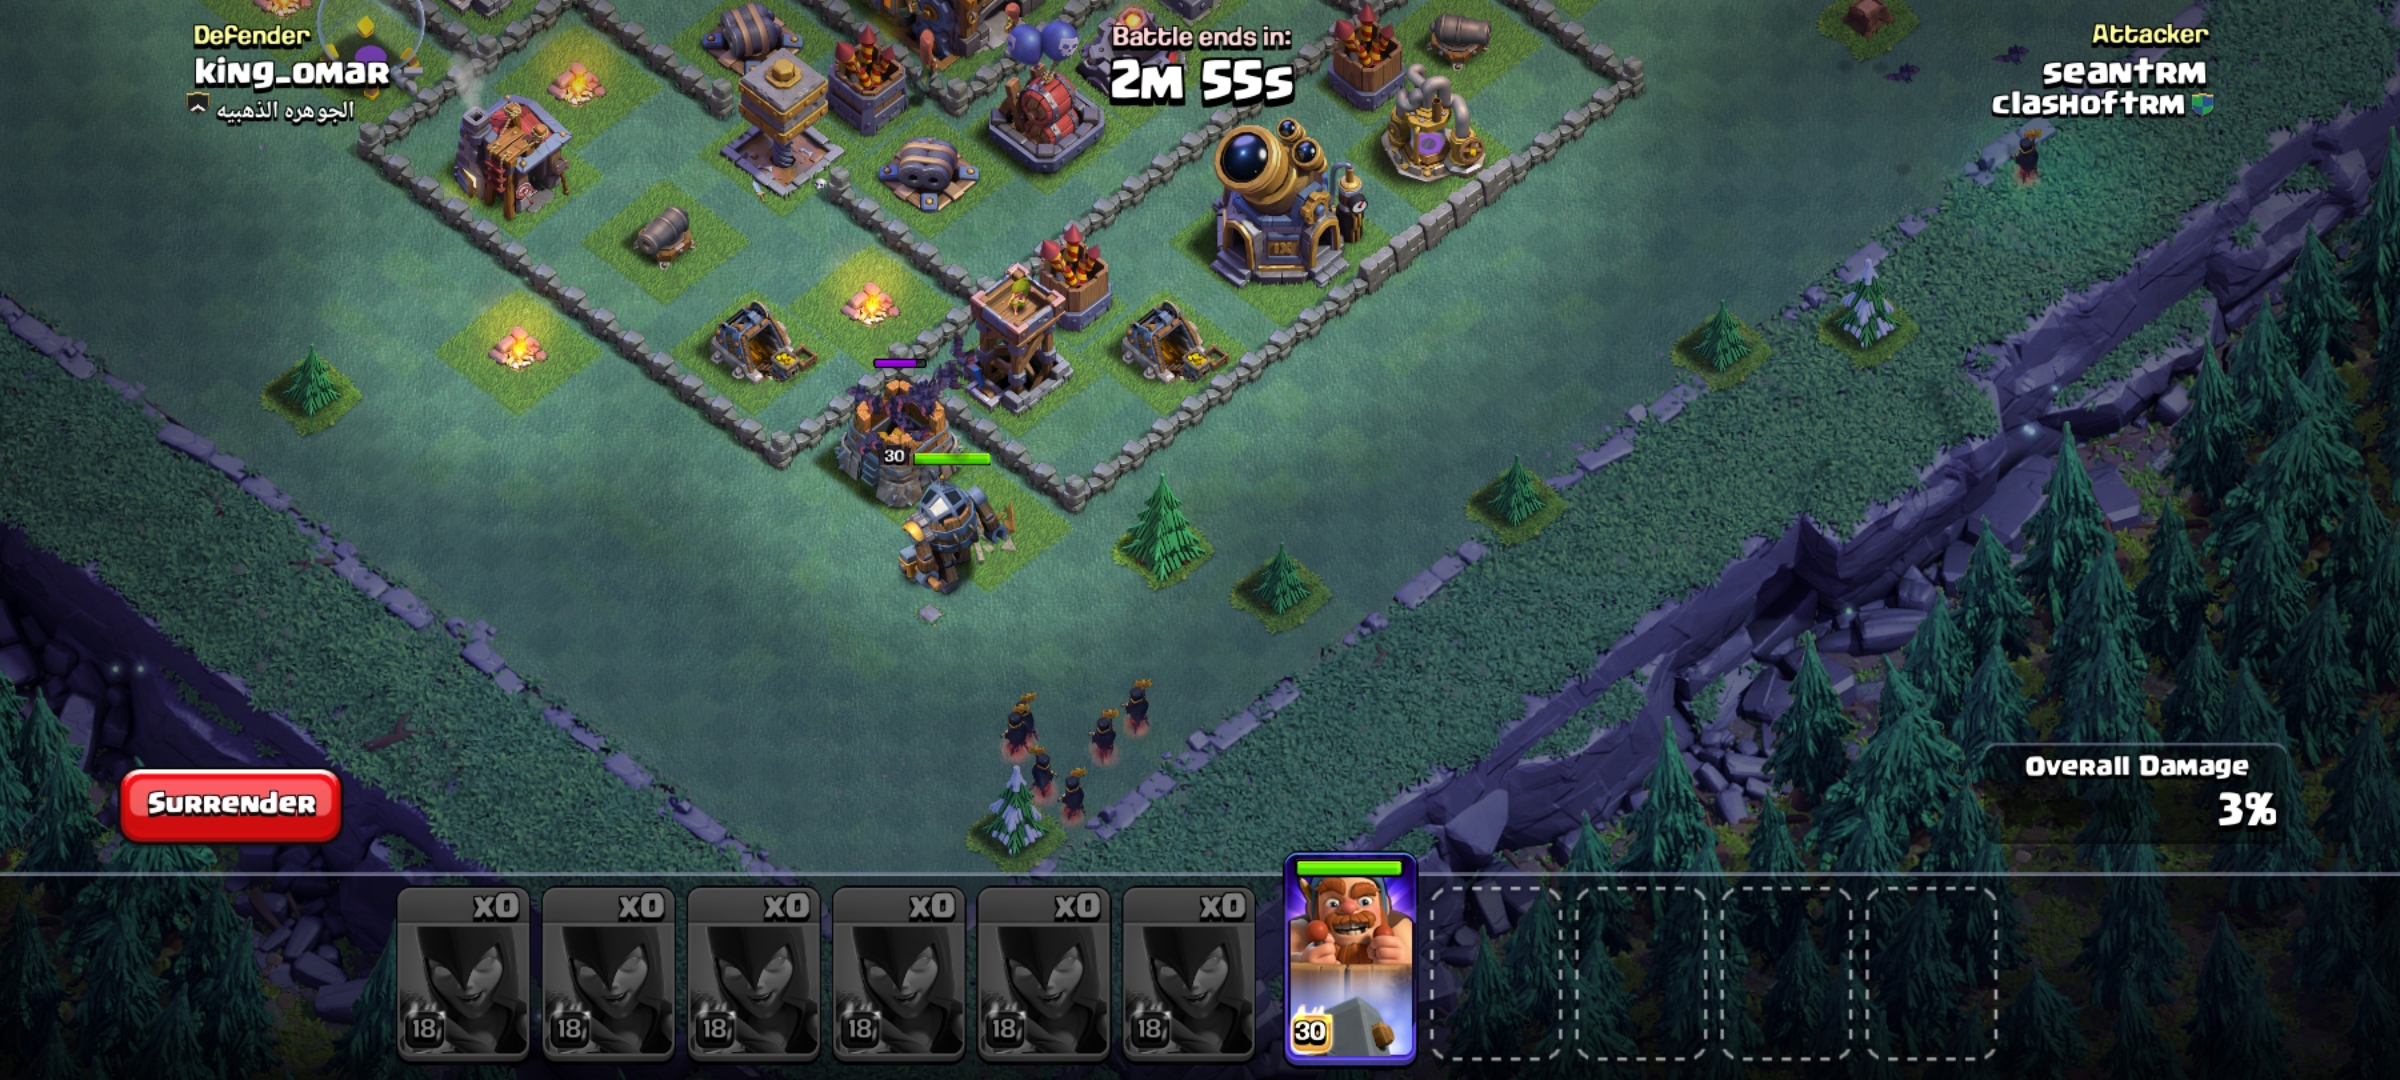 Defender
king_omar
الجوهره الذهبيه
Battle ends in:
2M 55s
Attacker
seantrm
clashoftrm
IX
30
Surrender
Overall Damage
3%
x0 x0 x0 x0 x0 x0
18 18 18 18 18 18 30